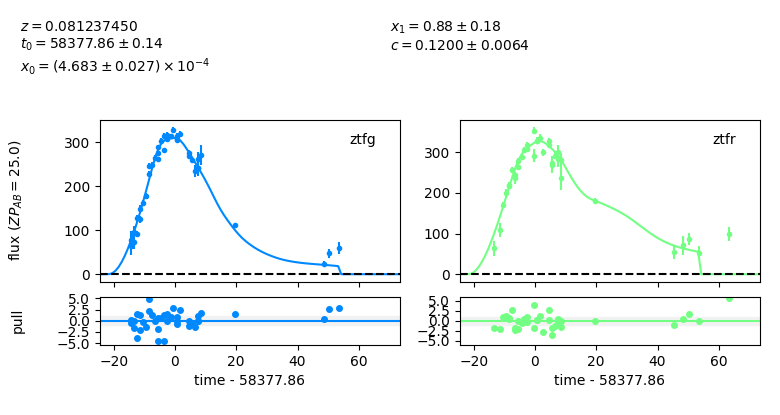 z = 0.081237450
t₀ = 58377.86 ± 0.14
x₀ = (4.683 ± 0.027) × 10⁻⁴
x₁ = 0.88 ± 0.18
c = 0.1200 ± 0.0064
flux (ZP_AB = 25.0)
300
200
100
0
ztfg
300
200
100
0
ztfr
pull
5.0
2.5
0.0
−2.5
−5.0
−20 0 20 40 60
time - 58377.86
5.0
2.5
0.0
−2.5
−5.0
−20 0 20 40 60
time - 58377.86